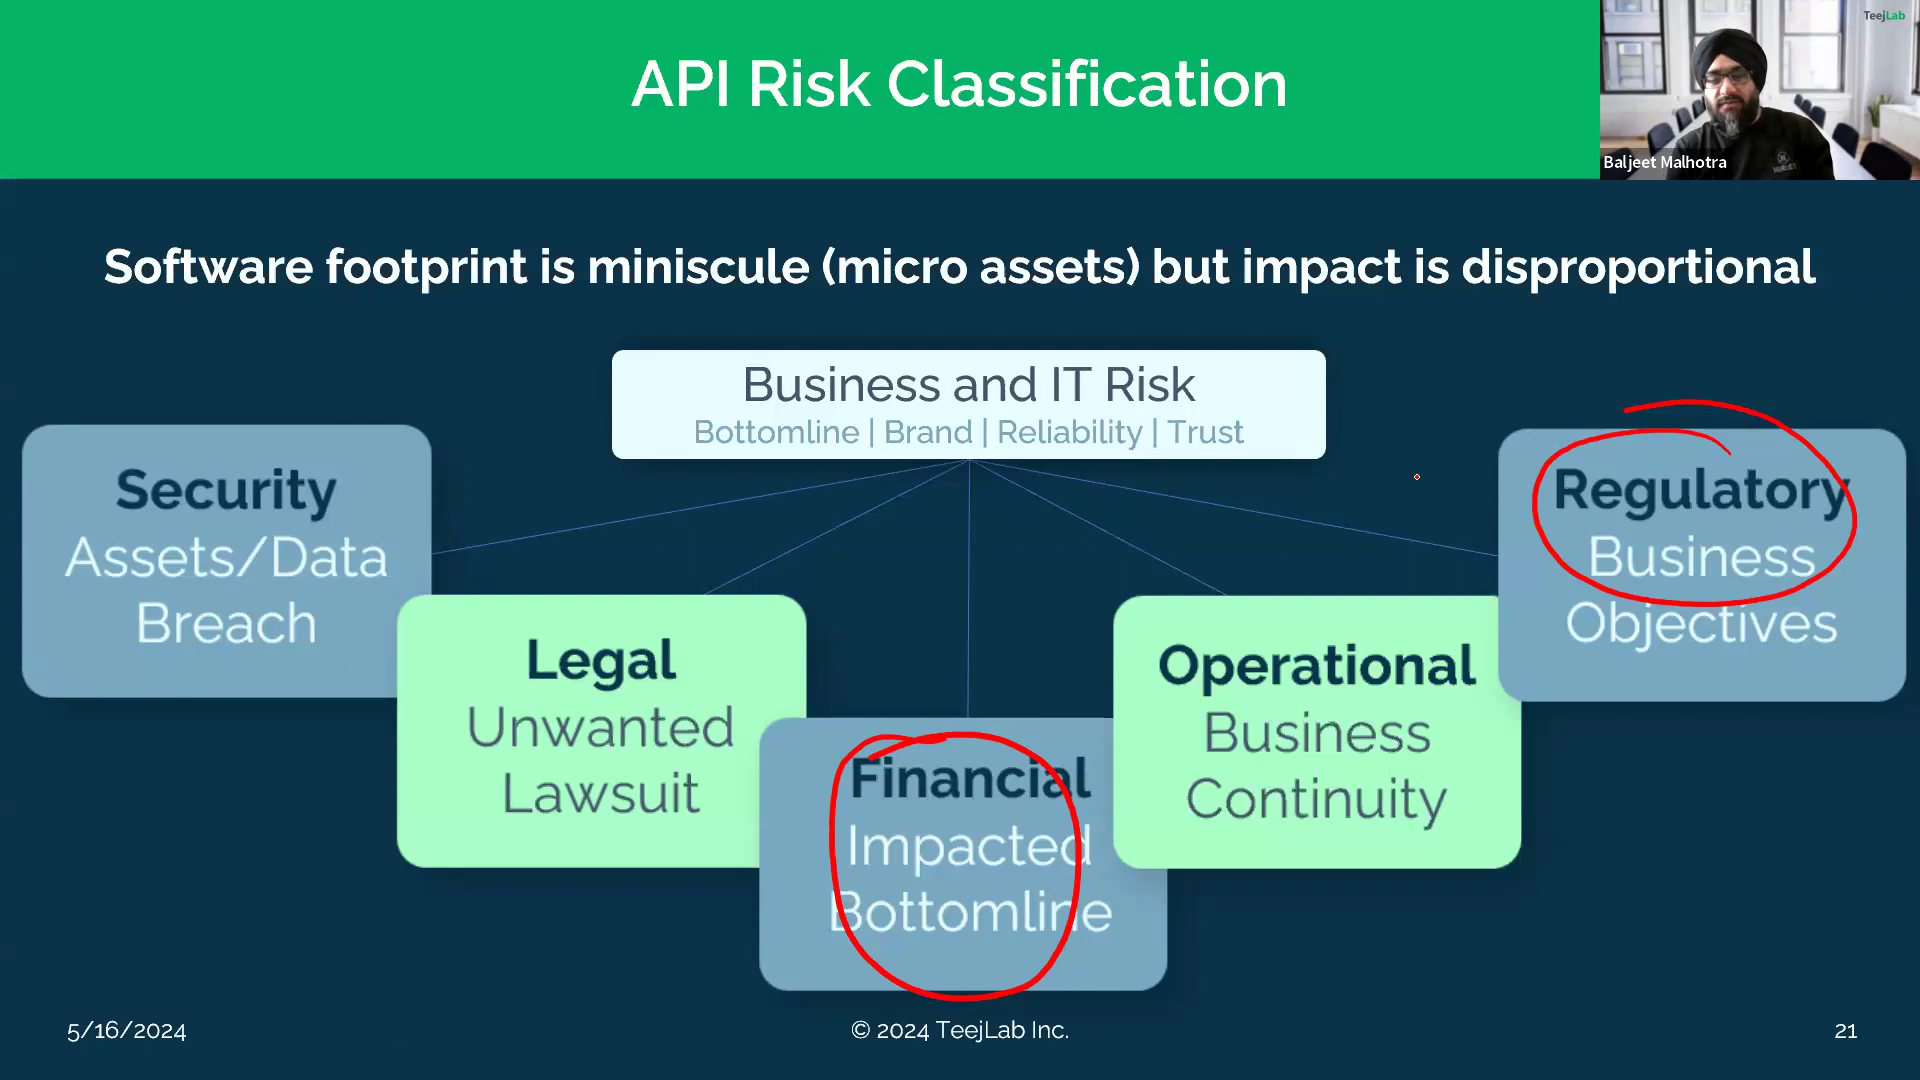 API Risk Classification
TeejLab
Baljeet Malhotra
Software footprint is miniscule (micro assets) but impact is disproportional
Business and IT Risk
Bottomline | Brand | Reliability | Trust
Security
Assets/Data
Breach
Legal
Unwanted
Lawsuit
Financial
Impacted
Bottomline
Operational
Business
Continuity
Regulatory
Business
Objectives
5/16/2024
© 2024 TeejLab Inc.
21